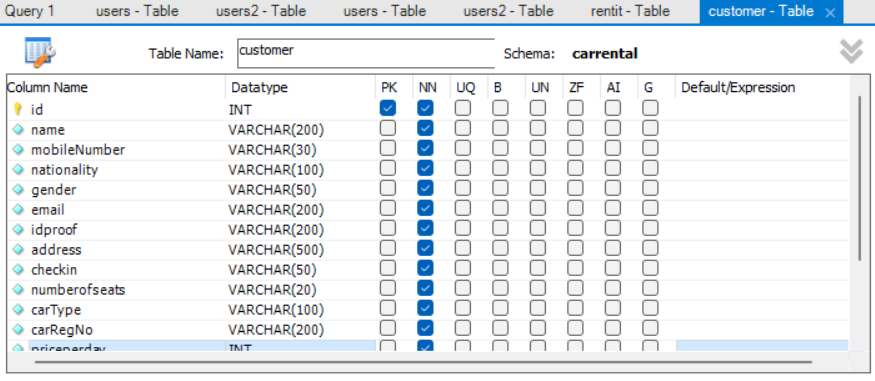 Query 1 users - Table users2 - Table users - Table users2 - Table rentit - Table customer - Table
Table Name: customer Schema: carrental
Column Name Datatype PK NN UQ B UN ZF AI G Default/Expression
id INT
name VARCHAR(200)
mobileNumber VARCHAR(30)
nationality VARCHAR(100)
gender VARCHAR(50)
email VARCHAR(200)
idproof VARCHAR(200)
address VARCHAR(500)
checkin VARCHAR(50)
numberofseats VARCHAR(20)
carType VARCHAR(100)
carRegNo VARCHAR(200)
priceperday INT